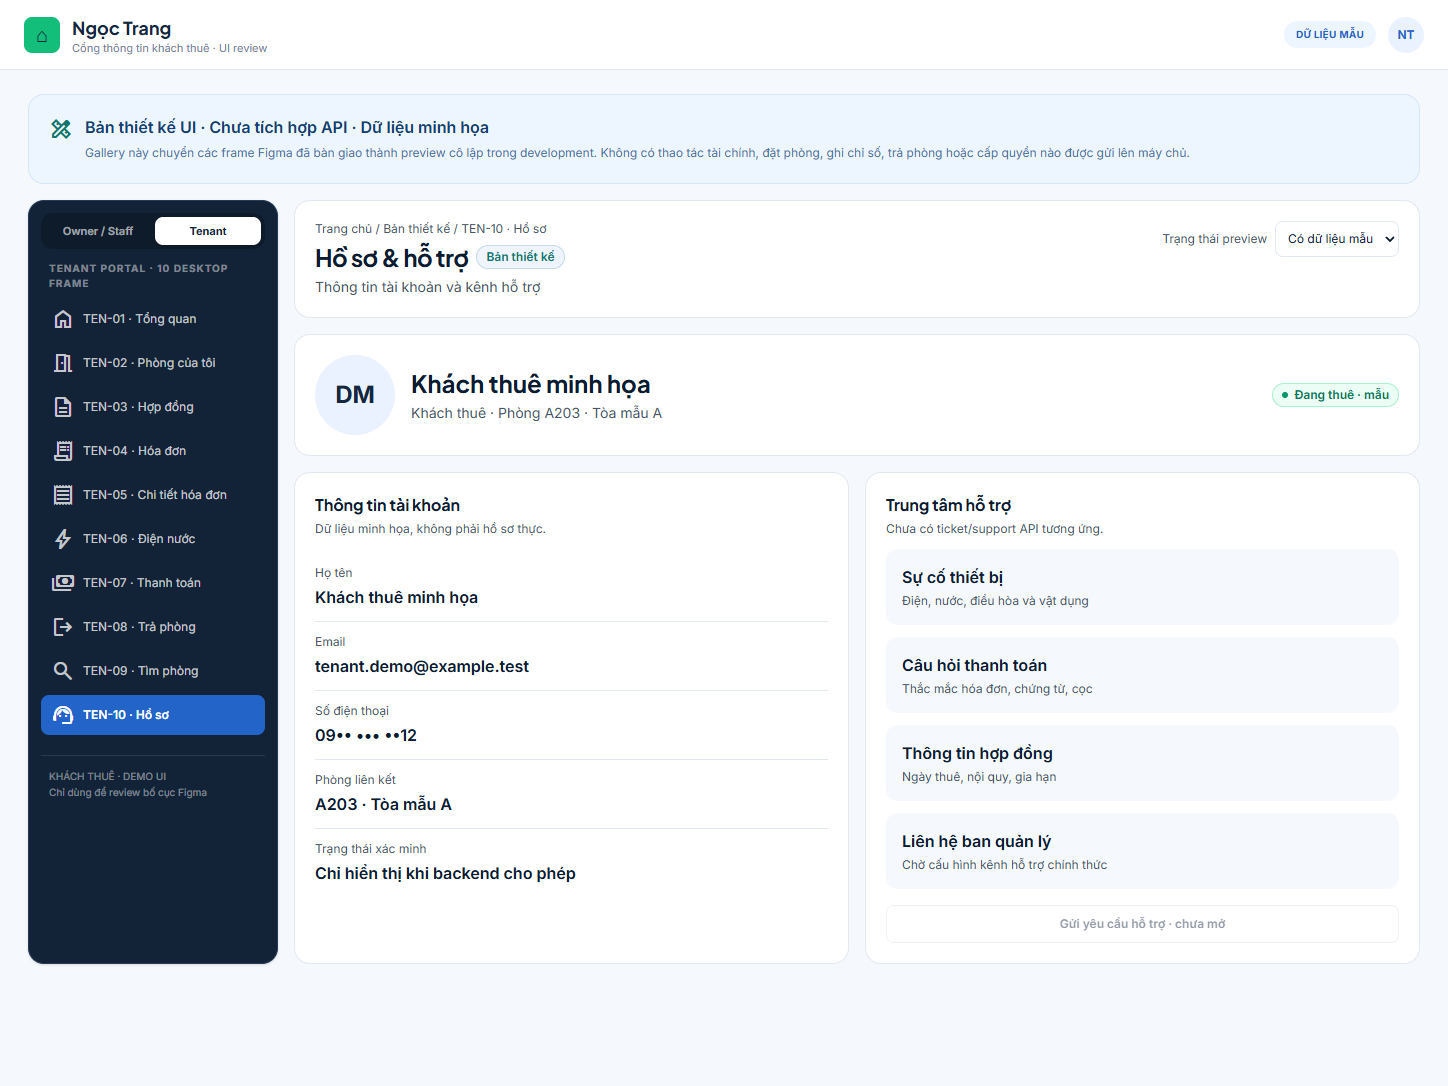 Ngọc Trang
Cổng thông tin khách thuê · UI review
DỮ LIỆU MẪU
NT
Bản thiết kế UI · Chưa tích hợp API · Dữ liệu minh họa
Gallery này chuyển các frame Figma đã bàn giao thành preview cô lập trong development. Không có thao tác tài chính, đặt phòng, ghi chỉ số, trả phòng hoặc cấp quyền nào được gửi lên máy chủ.
Owner / Staff
Tenant
TENANT PORTAL · 10 DESKTOP
FRAME
TEN-01 · Tổng quan
TEN-02 · Phòng của tôi
TEN-03 · Hợp đồng
TEN-04 · Hóa đơn
TEN-05 · Chi tiết hóa đơn
TEN-06 · Điện nước
TEN-07 · Thanh toán
TEN-08 · Trả phòng
TEN-09 · Tìm phòng
TEN-10 · Hồ sơ
KHÁCH THUÊ · DEMO UI
Chỉ dùng để review bố cục Figma
Trang chủ / Bản thiết kế / TEN-10 · Hồ sơ
Hồ sơ & hỗ trợ
Bản thiết kế
Thông tin tài khoản và kênh hỗ trợ
Trạng thái preview
Có dữ liệu mẫu
DM
Khách thuê minh họa
Khách thuê · Phòng A203 · Tòa mẫu A
Đang thuê · mẫu
Thông tin tài khoản
Dữ liệu minh họa, không phải hồ sơ thực.
Họ tên
Khách thuê minh họa
Email
tenant.demo@example.test
Số điện thoại
09•• ••• ••12
Phòng liên kết
A203 · Tòa mẫu A
Trạng thái xác minh
Chỉ hiển thị khi backend cho phép
Trung tâm hỗ trợ
Chưa có ticket/support API tương ứng.
Sự cố thiết bị
Điện, nước, điều hòa và vật dụng
Câu hỏi thanh toán
Thắc mắc hóa đơn, chứng từ, cọc
Thông tin hợp đồng
Ngày thuê, nội quy, gia hạn
Liên hệ ban quản lý
Chờ cấu hình kênh hỗ trợ chính thức
Gửi yêu cầu hỗ trợ · chưa mở